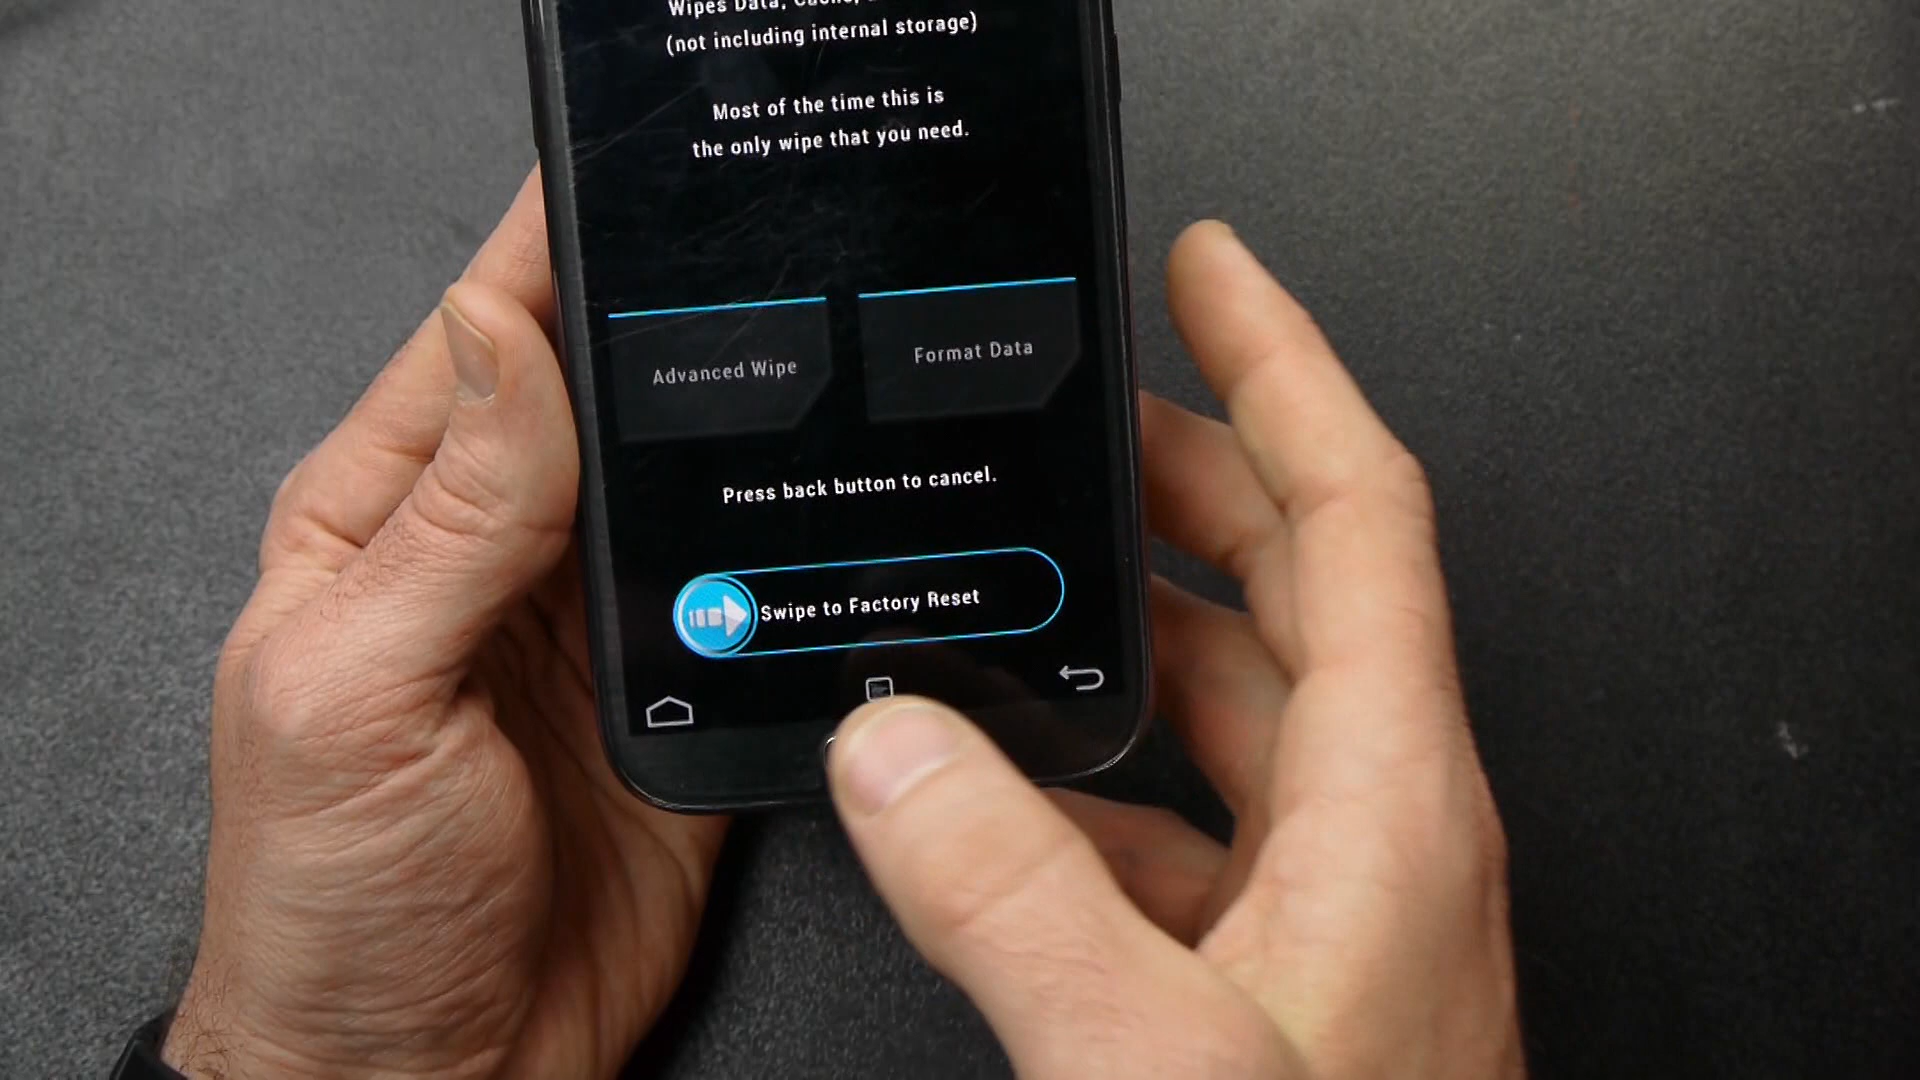 Wipes Data, Cache,
(not including internal storage)
Most of the time this is
the only wipe that you need.
Advanced Wipe
Format Data
Press back button to cancel.
Swipe to Factory Reset